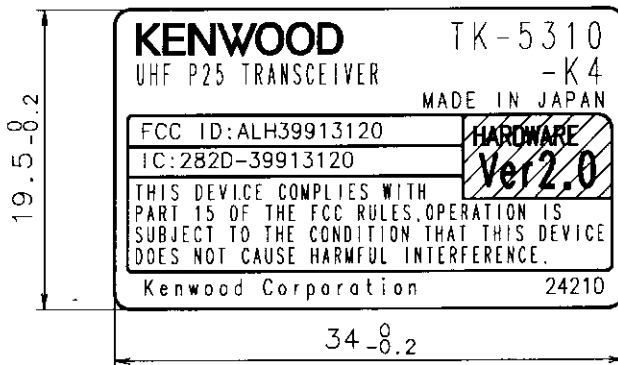 KENWOOD TK-5310
UHF P25 TRANSCEIVER -K4
MADE IN JAPAN
FCC ID:ALH39913120
HARDWARE
IC:282D-39913120
Ver2.0
THIS DEVICE COMPLIES WITH
PART 15 OF THE FCC RULES,OPERATION IS
SUBJECT TO THE CONDITION THAT THIS DEVICE
DOES NOT CAUSE HARMFUL INTERFERENCE.
Kenwood Corporation 24210
19.5 0 -0.2
34 0 -0.2